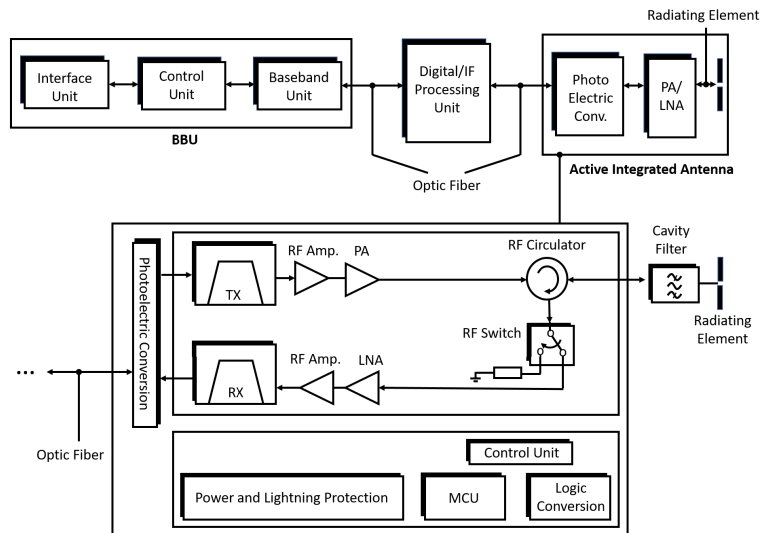 Radiating Element
Interface
Unit
Control
Unit
Baseband
Unit
BBU
Digital/IF
Processing
Unit
Optic Fiber
Photo
Electric
Conv.
PA/
LNA
Active Integrated Antenna
Photoelectric Conversion
TX
RF Amp.
PA
RF Circulator
Cavity
Filter
Radiating
Element
RF Switch
RX
RF Amp.
LNA
...
Optic Fiber
Control Unit
Power and Lightning Protection
MCU
Logic
Conversion